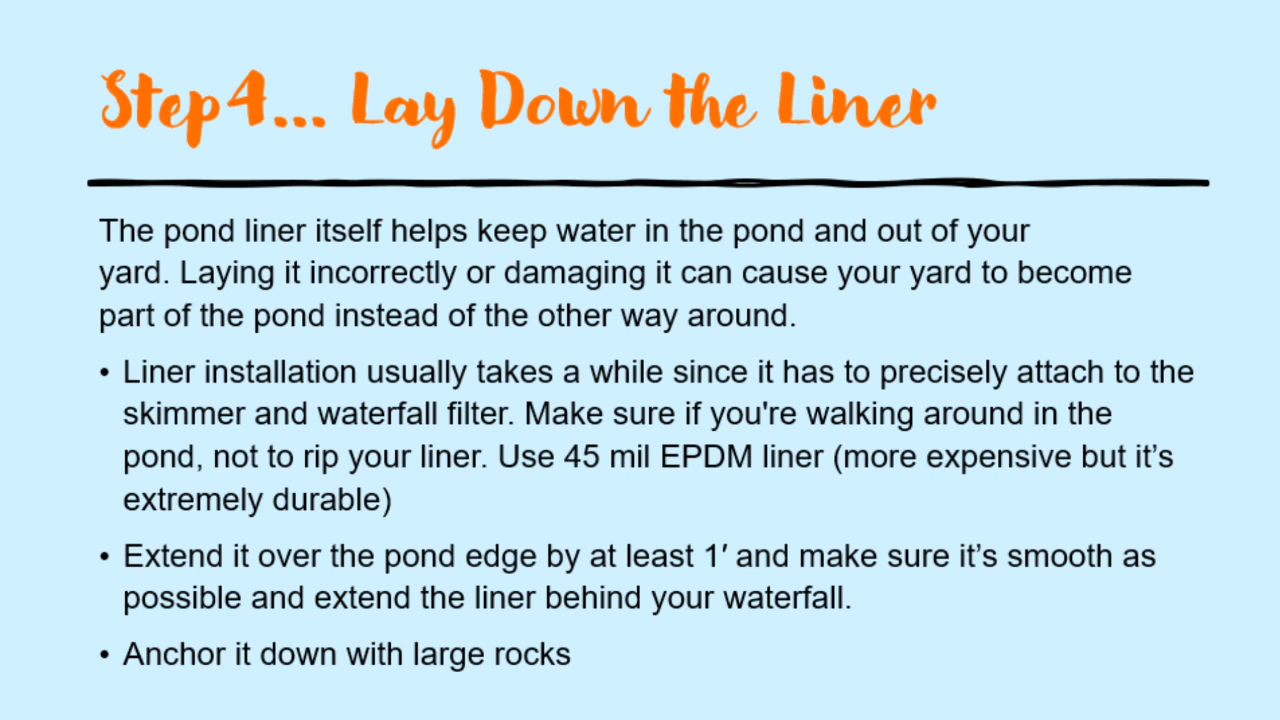 Step 4... Lay Down the Liner
The pond liner itself helps keep water in the pond and out of your
yard. Laying it incorrectly or damaging it can cause your yard to become
part of the pond instead of the other way around.
• Liner installation usually takes a while since it has to precisely attach to the
skimmer and waterfall filter. Make sure if you're walking around in the
pond, not to rip your liner. Use 45 mil EPDM liner (more expensive but it’s
extremely durable)
• Extend it over the pond edge by at least 1′ and make sure it’s smooth as
possible and extend the liner behind your waterfall.
• Anchor it down with large rocks